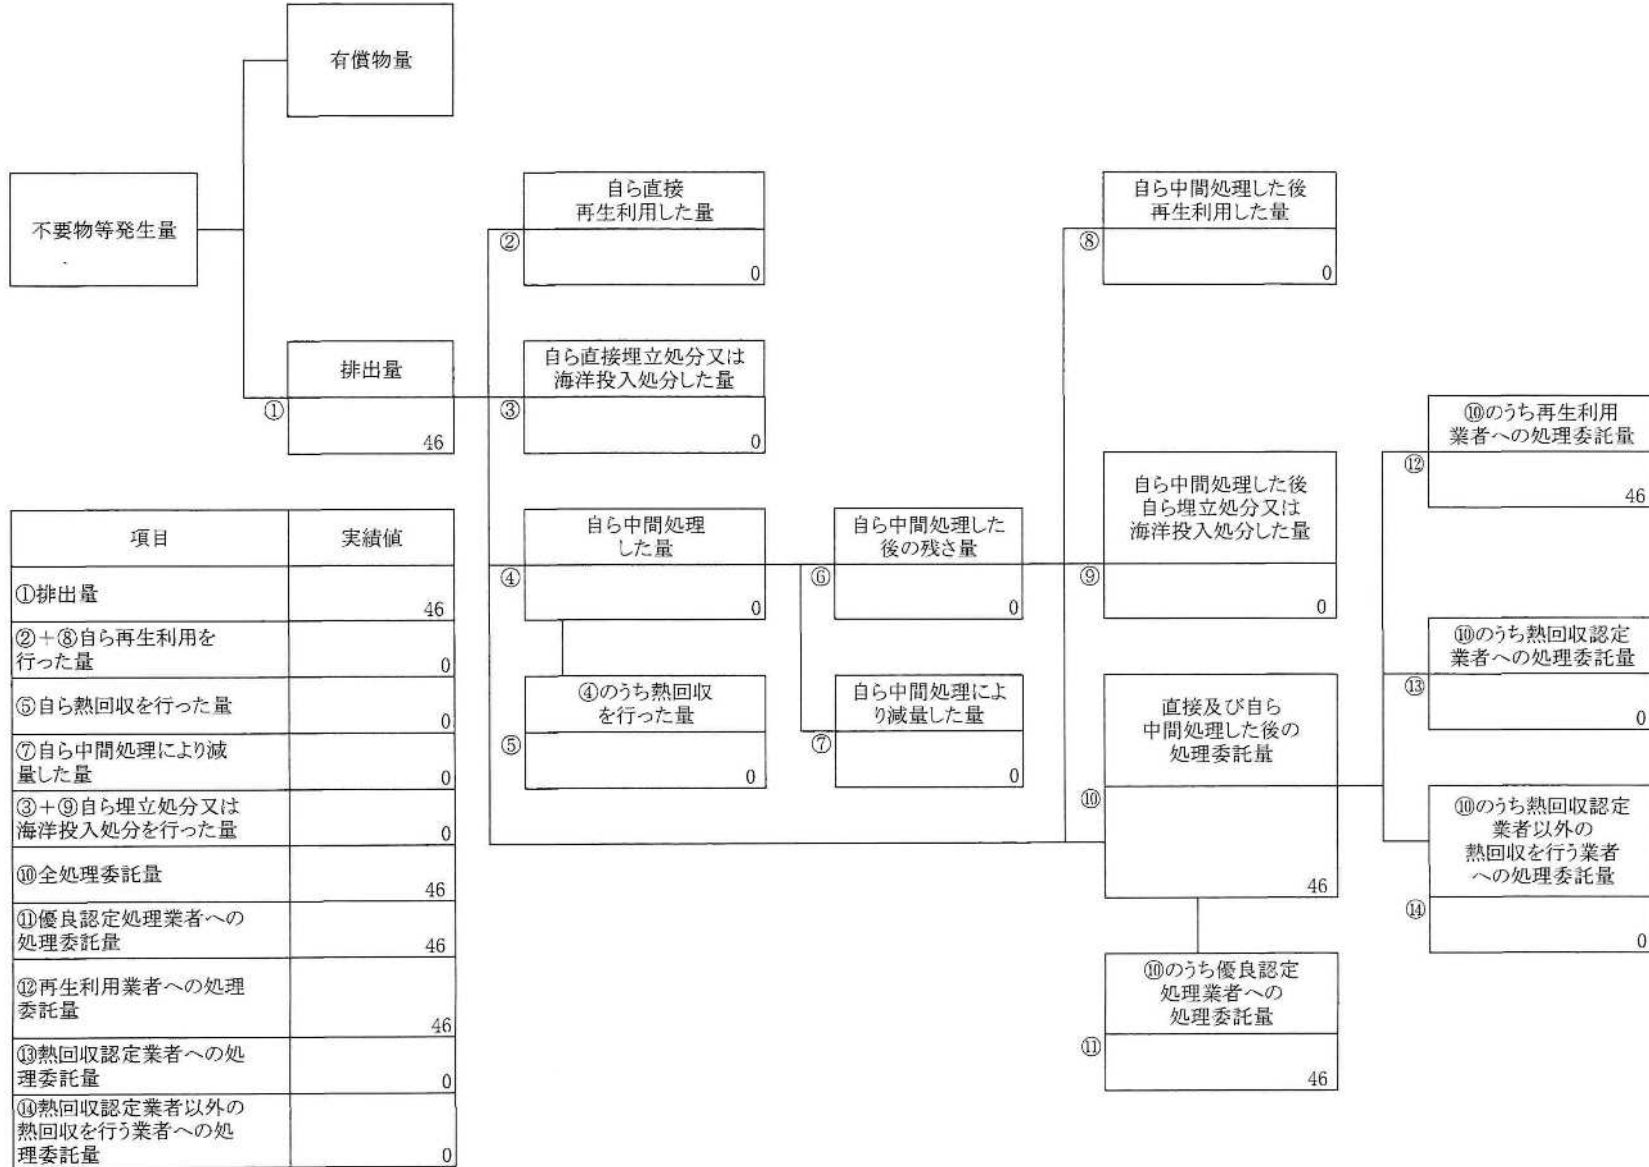 有償物量
不要物等発生量
排出量
①
46
自ら直接
再生利用した量
②
0
自ら直接埋立処分又は
海洋投入処分した量
③
0
自ら中間処理
した量
④
0
④のうち熱回収
を行った量
⑤
0
自ら中間処理した
後の残さ量
⑥
0
自ら中間処理によ
り減量した量
⑦
0
自ら中間処理した後
再生利用した量
⑧
0
自ら中間処理した後
自ら埋立処分又は
海洋投入処分した量
⑨
0
直接及び自ら
中間処理した後の
処理委託量
⑩
46
⑩のうち優良認定
処理業者への
処理委託量
⑪
46
⑩のうち再生利用
業者への処理委託量
⑫
46
⑩のうち熱回収認定
業者への処理委託量
⑬
0
⑩のうち熱回収認定
業者以外の
熱回収を行う業者
への処理委託量
⑭
0
項目 実績値
①排出量 46
②+⑧自ら再生利用を
行った量 0
⑤自ら熱回収を行った量 0
⑦自ら中間処理により減
量した量 0
③+⑨自ら埋立処分又は
海洋投入処分を行った量 0
⑩全処理委託量 46
⑪優良認定処理業者への
処理委託量 46
⑫再生利用業者への処理
委託量 46
⑬熱回収認定業者への処
理委託量 0
⑭熱回収認定業者以外の
熱回収を行う業者への処
理委託量 0